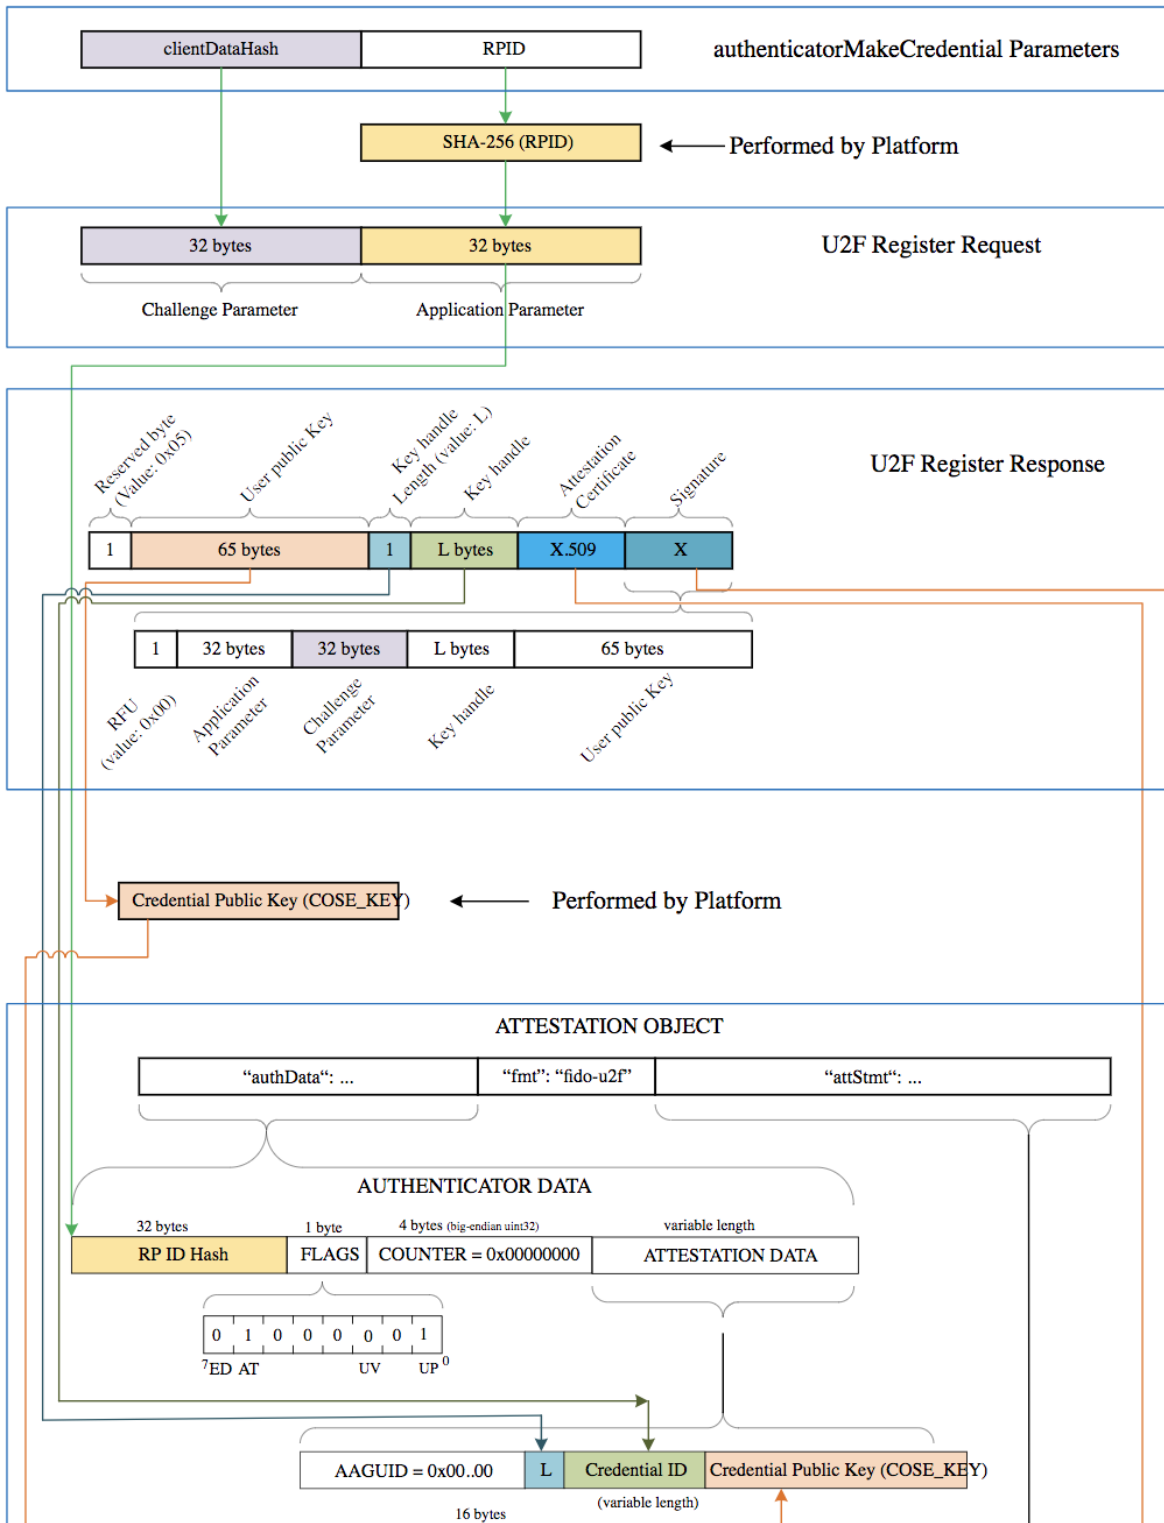 clientDataHash
RPID
authenticatorMakeCredential Parameters
SHA-256 (RPID)
Performed by Platform
32 bytes
32 bytes
U2F Register Request
Challenge Parameter
Application Parameter
Reserved byte
(Value: 0x05)
User public Key
Key handle
Length (value: L)
Key handle
Attestation
Certificate
Signature
U2F Register Response
1
65 bytes
1
L bytes
X.509
X
1
32 bytes
32 bytes
L bytes
65 bytes
RFU
(value: 0x00)
Application
Parameter
Challenge
Parameter
Key handle
User public Key
Credential Public Key (COSE_KEY)
Performed by Platform
ATTESTATION OBJECT
“authData“: ...
“fmt”: “fido-u2f”
“attStmt“: ...
AUTHENTICATOR DATA
32 bytes
1 byte
4 bytes (big-endian uint32)
variable length
RP ID Hash
FLAGS
COUNTER = 0x00000000
ATTESTATION DATA
0 1 0 0 0 0 0 1
7 ED AT UV UP 0
AAGUID = 0x00..00
L
Credential ID
Credential Public Key (COSE_KEY)
(variable length)
16 bytes